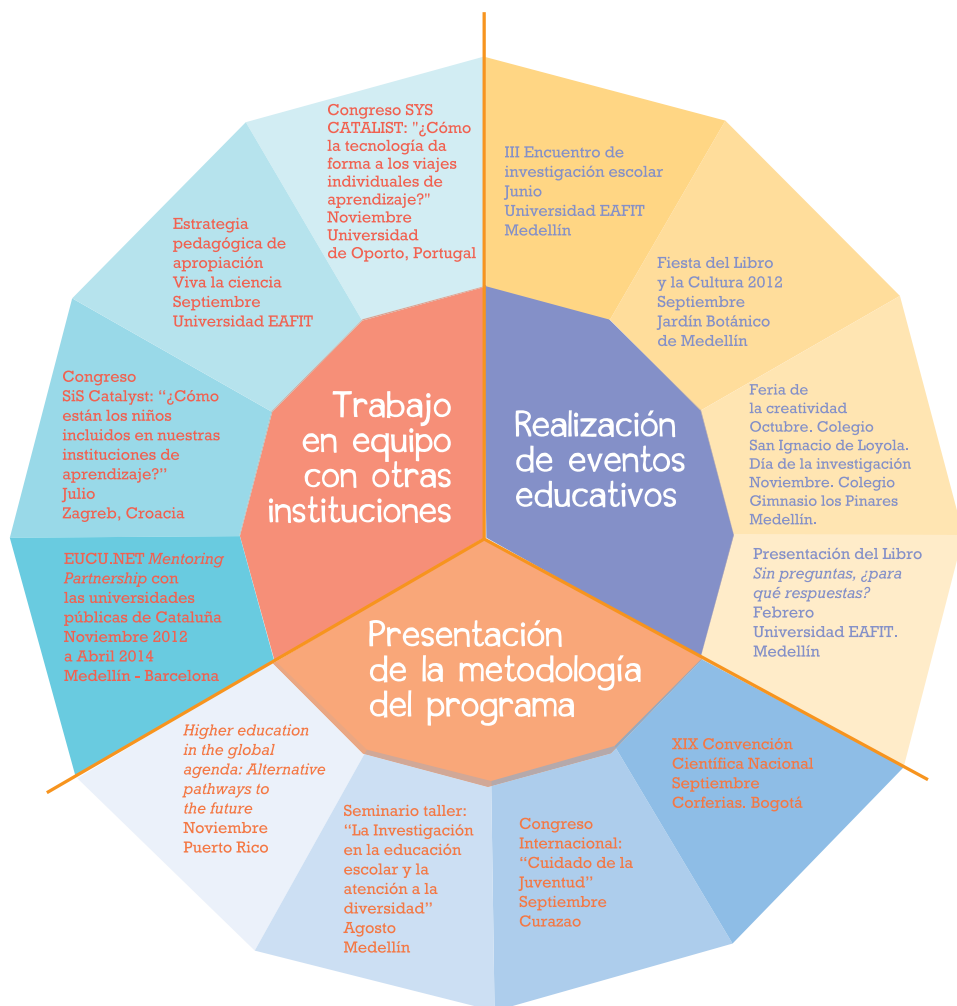 Congreso SYS
CATALIST: "¿Cómo
la tecnología da
forma a los viajes
individuales de
aprendizaje?"
Noviembre
Universidad
de Oporto, Portugal
Estrategia
pedagógica de
apropiación
Viva la ciencia
Septiembre
Universidad EAFIT
Congreso
SiS Catalyst: “¿Cómo
están los niños
incluidos en nuestras
instituciones de
aprendizaje?”
Julio
Zagreb, Croacia
EUCU.NET Mentoring
Partnership con
las universidades
públicas de Cataluña
Noviembre 2012
a Abril 2014
Medellín - Barcelona
Trabajo
en equipo
con otras
instituciones
III Encuentro de
investigación escolar
Junio
Universidad EAFIT
Medellín
Fiesta del Libro
y la Cultura 2012
Septiembre
Jardín Botánico
de Medellín
Feria de
la creatividad
Octubre. Colegio
San Ignacio de Loyola.
Día de la investigación
Noviembre. Colegio
Gimnasio los Pinares
Medellín.
Presentación del Libro
Sin preguntas, ¿para
qué respuestas?
Febrero
Universidad EAFIT.
Medellín
Realización
de eventos
educativos
Presentación
de la metodología
del programa
Higher education
in the global
agenda: Alternative
pathways to
the future
Noviembre
Puerto Rico
Seminario taller:
“La Investigación
en la educación
escolar y la
atención a la
diversidad”
Agosto
Medellín
Congreso
Internacional:
“Cuidado de la
Juventud”
Septiembre
Curazao
XIX Convención
Científica Nacional
Septiembre
Corferias. Bogotá